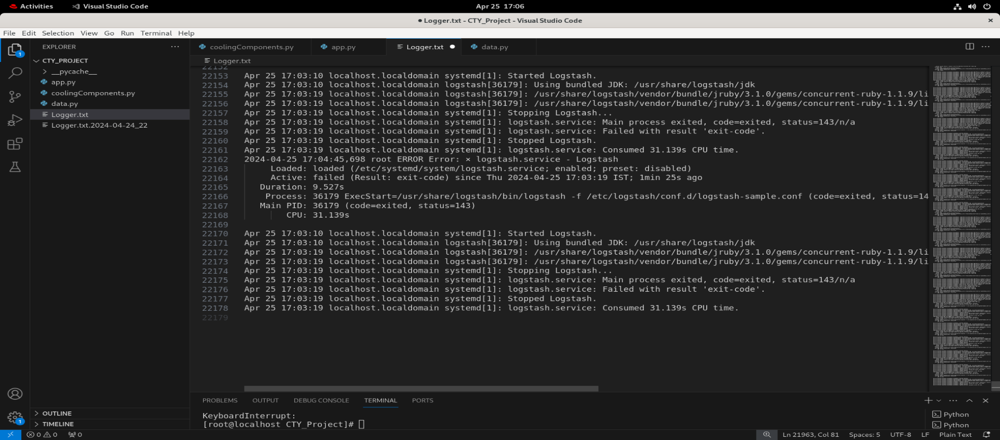 Activities
Visual Studio Code
Apr 25 17:06
● Logger.txt - CTY_Project - Visual Studio Code
File Edit Selection View Go Run Terminal Help
EXPLORER
CTY_PROJECT
__pycache__
app.py
coolingComponents.py
data.py
Logger.txt
Logger.txt.2024-04-24_22
OUTLINE
TIMELINE
coolingComponents.py
app.py
Logger.txt
data.py
Logger.txt
22152
22153 Apr 25 17:03:10 localhost.localdomain systemd[1]: Started Logstash.
22154 Apr 25 17:03:10 localhost.localdomain logstash[36179]: Using bundled JDK: /usr/share/logstash/jdk
22155 Apr 25 17:03:19 localhost.localdomain logstash[36179]: /usr/share/logstash/vendor/bundle/jruby/3.1.0/gems/concurrent-ruby-1.1.9/li
22156 Apr 25 17:03:19 localhost.localdomain logstash[36179]: /usr/share/logstash/vendor/bundle/jruby/3.1.0/gems/concurrent-ruby-1.1.9/li
22157 Apr 25 17:03:19 localhost.localdomain systemd[1]: Stopping Logstash...
22158 Apr 25 17:03:19 localhost.localdomain systemd[1]: logstash.service: Main process exited, code=exited, status=143/n/a
22159 Apr 25 17:03:19 localhost.localdomain systemd[1]: logstash.service: Failed with result 'exit-code'.
22160 Apr 25 17:03:19 localhost.localdomain systemd[1]: Stopped Logstash.
22161 Apr 25 17:03:19 localhost.localdomain systemd[1]: logstash.service: Consumed 31.139s CPU time.
22162 2024-04-25 17:04:45,698 root ERROR Error: × logstash.service - Logstash
22163 Loaded: loaded (/etc/systemd/system/logstash.service; enabled; preset: disabled)
22164 Active: failed (Result: exit-code) since Thu 2024-04-25 17:03:19 IST; 1min 25s ago
22165 Duration: 9.527s
22166 Process: 36179 ExecStart=/usr/share/logstash/bin/logstash -f /etc/logstash/conf.d/logstash-sample.conf (code=exited, status=14
22167 Main PID: 36179 (code=exited, status=143)
22168 CPU: 31.139s
22169
22170 Apr 25 17:03:10 localhost.localdomain systemd[1]: Started Logstash.
22171 Apr 25 17:03:10 localhost.localdomain logstash[36179]: Using bundled JDK: /usr/share/logstash/jdk
22172 Apr 25 17:03:19 localhost.localdomain logstash[36179]: /usr/share/logstash/vendor/bundle/jruby/3.1.0/gems/concurrent-ruby-1.1.9/li
22173 Apr 25 17:03:19 localhost.localdomain logstash[36179]: /usr/share/logstash/vendor/bundle/jruby/3.1.0/gems/concurrent-ruby-1.1.9/li
22174 Apr 25 17:03:19 localhost.localdomain systemd[1]: Stopping Logstash...
22175 Apr 25 17:03:19 localhost.localdomain systemd[1]: logstash.service: Main process exited, code=exited, status=143/n/a
22176 Apr 25 17:03:19 localhost.localdomain systemd[1]: logstash.service: Failed with result 'exit-code'.
22177 Apr 25 17:03:19 localhost.localdomain systemd[1]: Stopped Logstash.
22178 Apr 25 17:03:19 localhost.localdomain systemd[1]: logstash.service: Consumed 31.139s CPU time.
22179
PROBLEMS OUTPUT DEBUG CONSOLE TERMINAL PORTS
KeyboardInterrupt:
[root@localhost CTY_Project]#
Python
Python
1
1
0 0 0
Ln 21963, Col 81 Spaces: 5 UTF-8 LF Plain Text